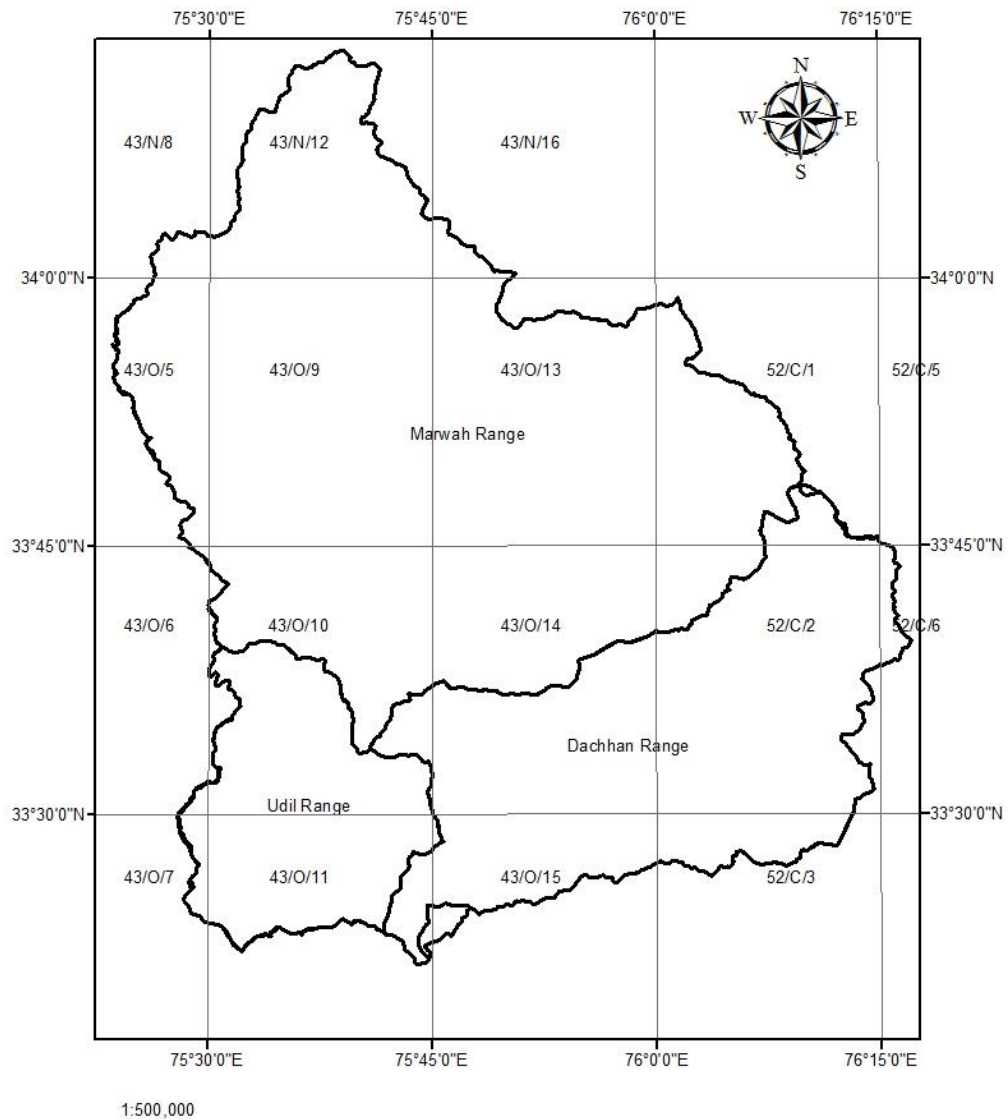 75°30'0"E 75°45'0"E 76°0'0"E 76°15'0"E
N
W E
S
43/N/8 43/N/12 43/N/16
34°0'0"N 34°0'0"N
43/O/5 43/O/9 43/O/13 52/C/1 52/C/5
Marwah Range
33°45'0"N 33°45'0"N
43/O/6 43/O/10 43/O/14 52/C/2 52/C/6
Dachhan Range
Udil Range
33°30'0"N 33°30'0"N
43/O/7 43/O/11 43/O/15 52/C/3
75°30'0"E 75°45'0"E 76°0'0"E 76°15'0"E
1:500,000